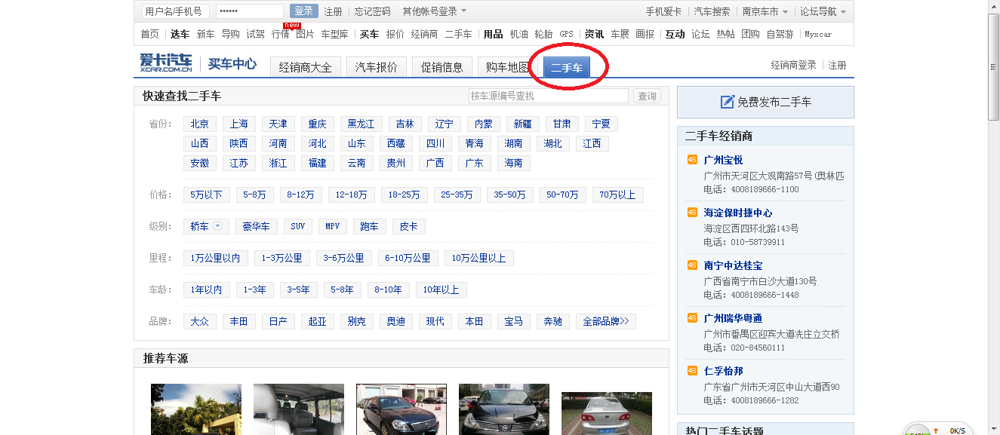 用户名/手机号 •••••• 登录 注册 忘记密码 其他帐号登录 手机爱卡 汽车搜索 南京车市 论坛导航
new
首页 选车 新车 导购 试驾 行情 图片 车型库 买车 报价 经销商 二手车 用品 机油 轮胎 GPS 资讯 车展 画报 互动 论坛 热帖 团购 自驾游 Myxcar
爱卡汽车 买车中心 经销商大全 汽车报价 促销信息 购车地图 二手车 经销商登录 注册
XCAR.COM.CN
快速查找二手车 按车源编号查找 查询
省份： 北京 上海 天津 重庆 黑龙江 吉林 辽宁 内蒙 新疆 甘肃 宁夏
山西 陕西 河南 河北 山东 西藏 四川 青海 湖南 湖北 江西
安徽 江苏 浙江 福建 云南 贵州 广西 广东 海南
价格： 5万以下 5-8万 8-12万 12-18万 18-25万 25-35万 35-50万 50-70万 70万以上
级别： 轿车 豪华车 SUV MPV 跑车 皮卡
里程： 1万公里以内 1-3万公里 3-6万公里 6-10万公里 10万公里以上
车龄： 1年以内 1-3年 3-5年 5-8年 8-10年 10年以上
品牌： 大众 丰田 日产 起亚 别克 奥迪 现代 本田 宝马 奔驰 全部品牌>>
推荐车源
免费发布二手车
二手车经销商
4S 广州宝悦
广州市天河区大观南路57号(奥林匹
电话：4008189666-1100
4S 海淀保时捷中心
海淀区西四环北路143号
电话：010-58739911
4S 南宁中达桂宝
广西省南宁市白沙大道130号
电话：4008189666-1448
4S 广州瑞华粤通
广州市番禺区迎宾大道冼庄立交桥
电话：020-84560111
4S 仁孚怡邦
广东省广州市天河区中山大道西90
电话：4008189666-1282
热门二手车话题
0K/S